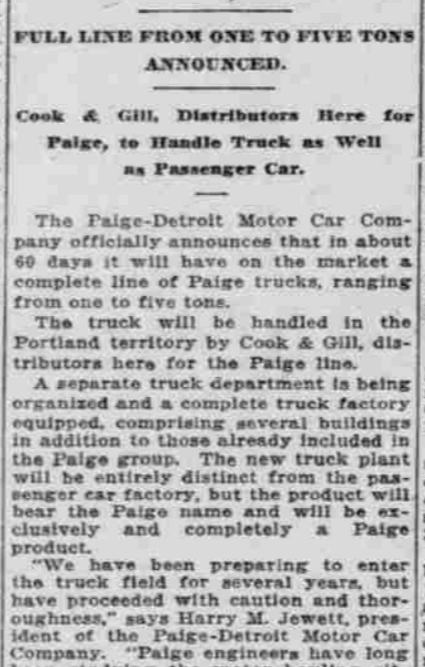 FULL LINE FROM ONE TO FIVE TONS
ANNOUNCED.
Cook & Gill, Distributors Here for
Paige, to Handle Truck as Well
as Passenger Car.
The Paige-Detroit Motor Car Com-
pany officially announces that in about
60 days it will have on the market a
complete line of Paige trucks, ranging
from one to five tons.
The truck will be handled in the
Portland territory by Cook & Gill, dis-
tributors here for the Paige line.
A separate truck department is being
organized and a complete truck factory
equipped, comprising several buildings
in addition to those already included in
the Paige group. The new truck plant
will be entirely distinct from the pas-
senger car factory, but the product will
bear the Paige name and will be ex-
clusively and completely a Paige
product.
"We have been preparing to enter
the truck field for several years, but
have proceeded with caution and thor-
oughness," says Harry M. Jewett, pres-
ident of the Paige-Detroit Motor Car
Company. "Paige engineers have long